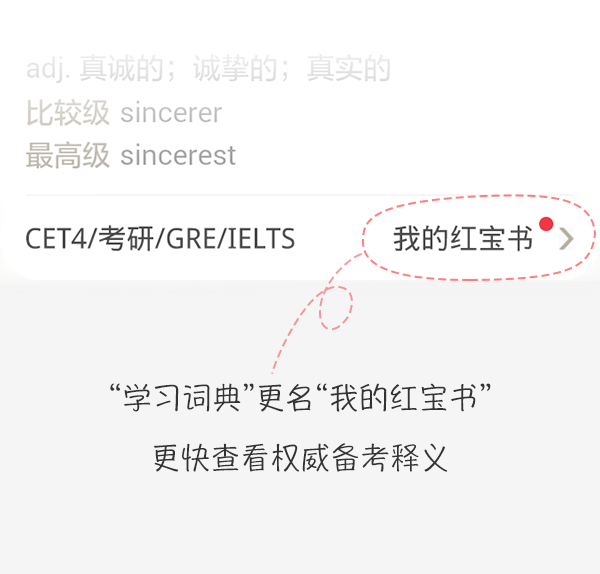 adj. 真诚的；诚挚的；真实的
比较级 sincerer
最高级 sincerest
CET4/考研/GRE/IELTS 我的红宝书
“学习词典”更名“我的红宝书”
更快查看权威备考释义